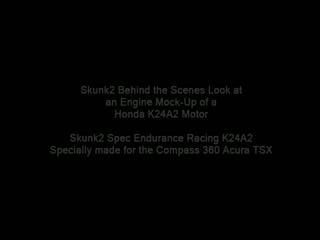 Skunk2 Behind the Scenes Look at
an Engine Mock-Up of a
Honda K24A2 Motor
Skunk2 Spec Endurance Racing K24A2
Specially made for the Compass 360 Acura TSX